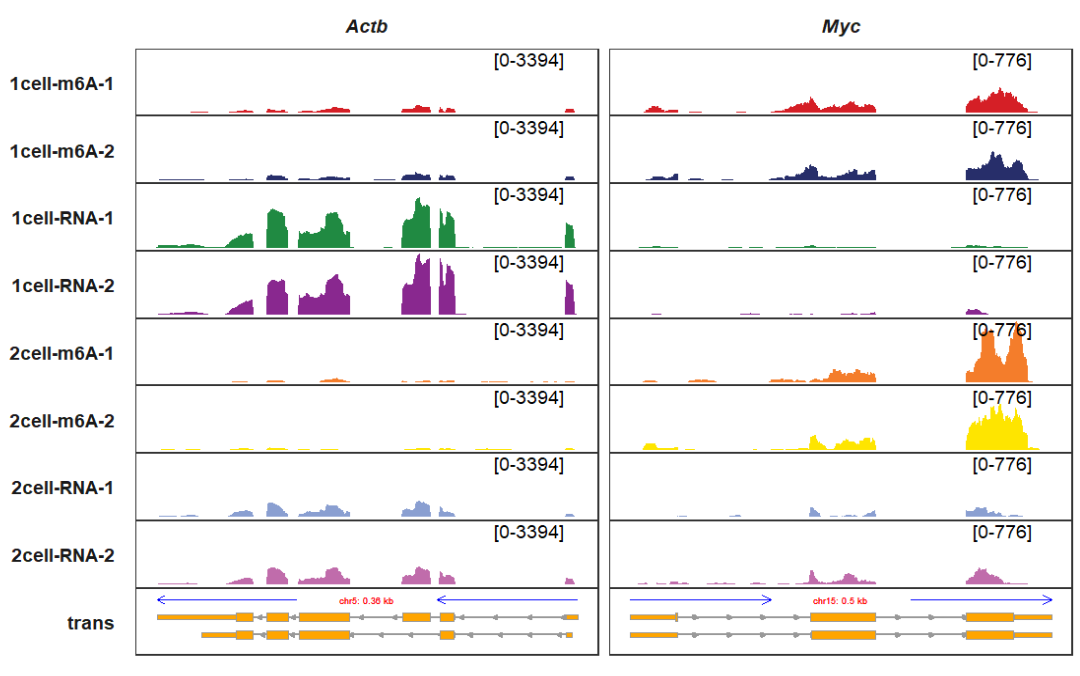 Actb Myc
1cell-m6A-1 [0-3394] [0-776]
1cell-m6A-2 [0-3394] [0-776]
1cell-RNA-1 [0-3394] [0-776]
1cell-RNA-2 [0-3394] [0-776]
2cell-m6A-1 [0-3394] [0-776]
2cell-m6A-2 [0-3394] [0-776]
2cell-RNA-1 [0-3394] [0-776]
2cell-RNA-2 [0-3394] [0-776]
chr5: 0.36 kb chr15: 0.5 kb
trans